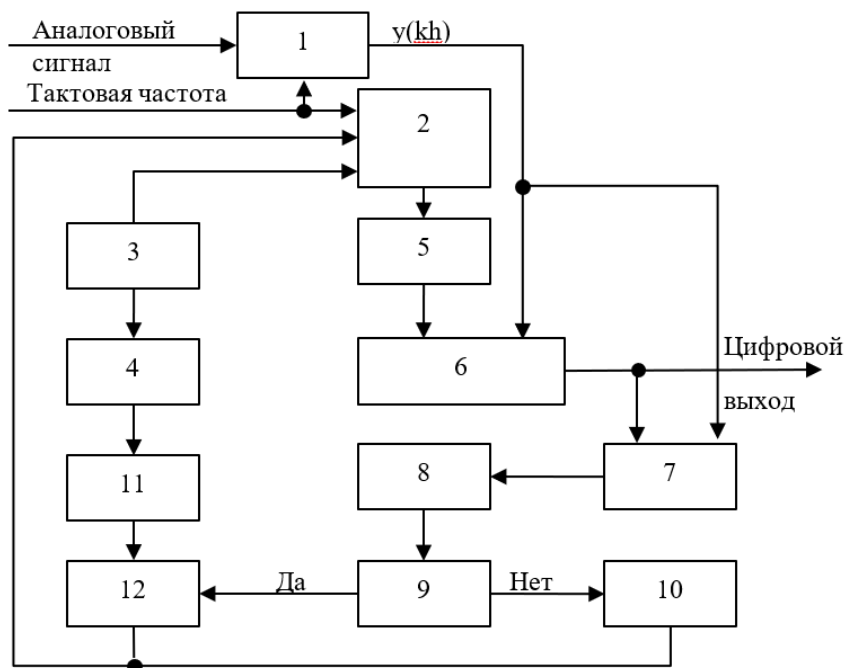 Аналоговый
сигнал
1
y(kh)
Тактовая частота
2
3
5
4
6
Цифровой
выход
11
8
7
12
Да
9
Нет
10